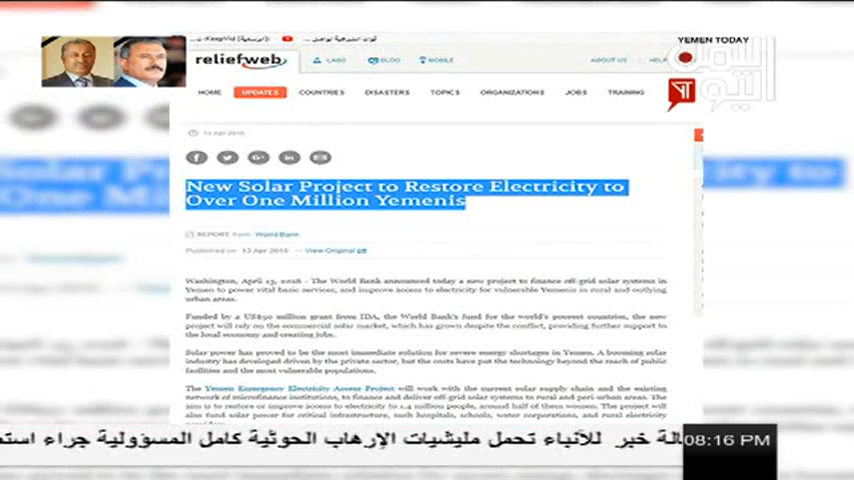 YEMEN TODAY
اليمن اليوم
reliefweb
LABS BLOG MOBILE ABOUT US
HOME UPDATES COUNTRIES DISASTERS TOPICS ORGANIZATIONS JOBS TRAINING
13 Apr 2018
New Solar Project to Restore Electricity to
Over One Million Yemenis
REPORT from World Bank
Published on 13 Apr 2018 — View Original
Washington, April 13, 2018 - The World Bank announced today a new project to finance off-grid solar systems in
Yemen to power vital basic services, and improve access to electricity for vulnerable Yemenis in rural and outlying
urban areas.
Funded by a US$50 million grant from IDA, the World Bank's fund for the world's poorest countries, the new
project will rely on the commercial solar market, which has grown despite the conflict, providing further support to
the local economy and creating jobs.
Solar power has proved to be the most immediate solution for severe energy shortages in Yemen. A booming solar
industry has developed driven by the private sector, but the costs have put the technology beyond the reach of public
facilities and the most vulnerable populations.
The Yemen Emergency Electricity Access Project will work with the current solar supply chain and the existing
network of microfinance institutions, to finance and deliver off-grid solar systems to rural and peri-urban areas. The
aim is to restore or improve access to electricity to 1.4 million people, around half of them women. The project will
also fund solar power for critical infrastructure, such hospitals, schools, water corporations, and rural electricity
الة خبر للأنباء تحمل مليشيات الإرهاب الحوثية كامل المسؤولية جراء استم
08:16 PM